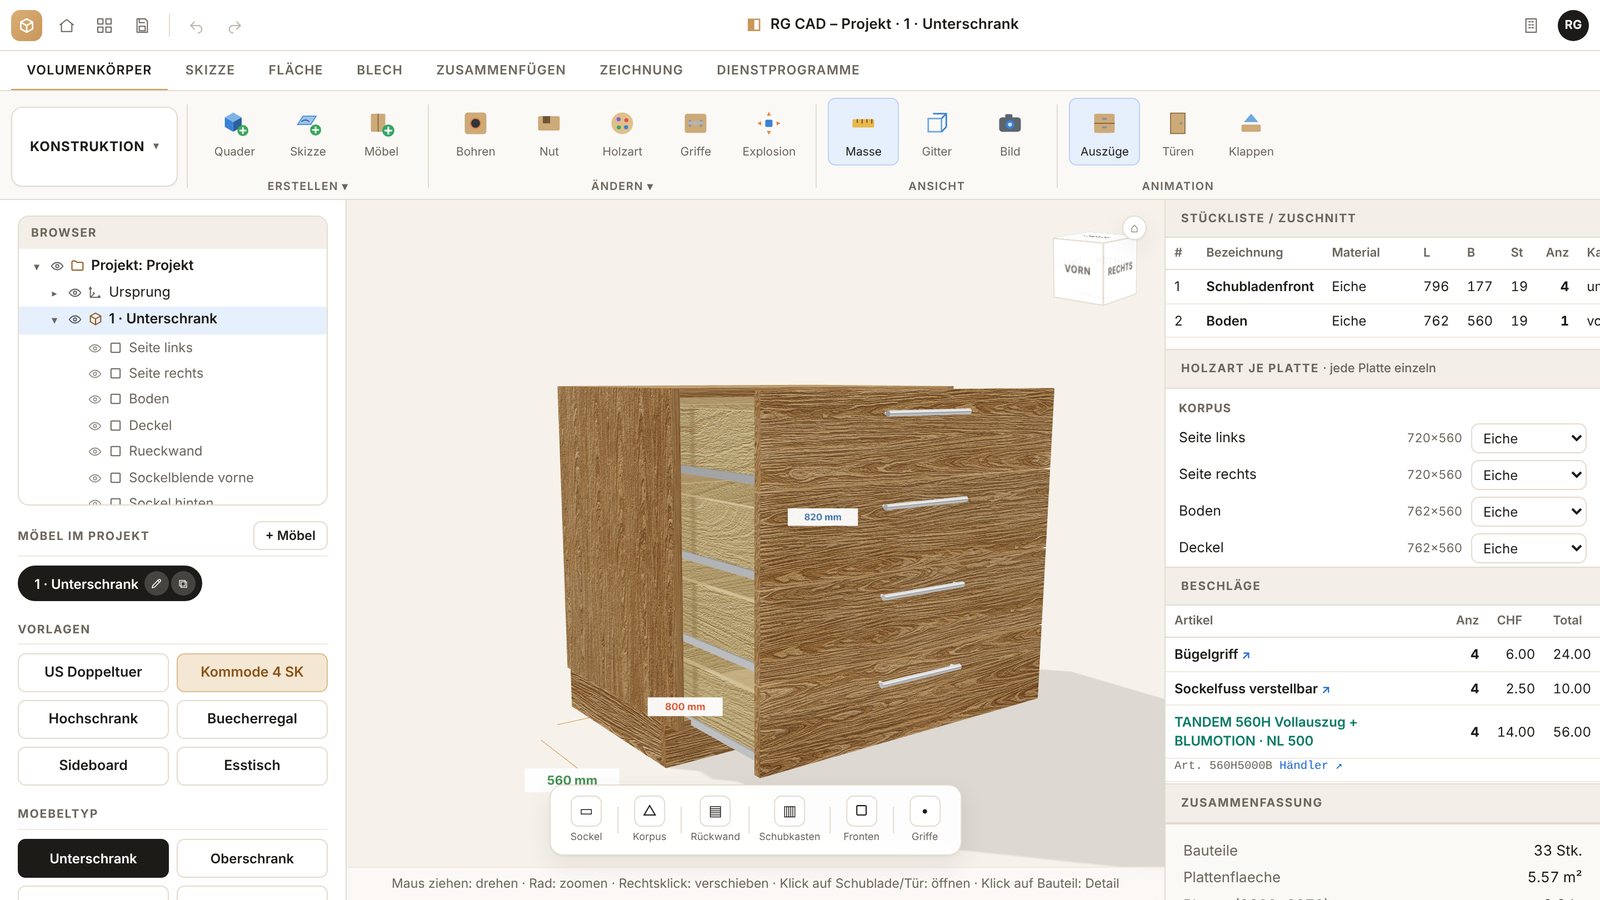 RG CAD – Projekt · 1 · Unterschrank
RG
VOLUMENKÖRPER SKIZZE FLÄCHE BLECH ZUSAMMENFÜGEN ZEICHNUNG DIENSTPROGRAMME
KONSTRUKTION ▾
Quader Skizze Möbel
ERSTELLEN ▾
Bohren Nut Holzart Griffe Explosion
ÄNDERN ▾
Masse Gitter Bild
ANSICHT
Auszüge Türen Klappen
ANIMATION
BROWSER
Projekt: Projekt
Ursprung
1 · Unterschrank
Seite links
Seite rechts
Boden
Deckel
Rueckwand
Sockelblende vorne
Sockel hinten
MÖBEL IM PROJEKT
+ Möbel
1 · Unterschrank
VORLAGEN
US Doppeltuer
Kommode 4 SK
Hochschrank
Buecherregal
Sideboard
Esstisch
MOEBELTYP
Unterschrank
Oberschrank
VORN
RECHTS
820 mm
800 mm
560 mm
Sockel Korpus Rückwand Schubkasten Fronten Griffe
Maus ziehen: drehen · Rad: zoomen · Rechtsklick: verschieben · Klick auf Schublade/Tür: öffnen · Klick auf Bauteil: Detail
STÜCKLISTE / ZUSCHNITT
# Bezeichnung Material L B St Anz Ka
1 Schubladenfront Eiche 796 177 19 4 um
2 Boden Eiche 762 560 19 1 vo
HOLZART JE PLATTE · jede Platte einzeln
KORPUS
Seite links 720×560 Eiche
Seite rechts 720×560 Eiche
Boden 762×560 Eiche
Deckel 762×560 Eiche
BESCHLÄGE
Artikel Anz CHF Total
Bügelgriff ↗ 4 6.00 24.00
Sockelfuss verstellbar ↗ 4 2.50 10.00
TANDEM 560H Vollauszug +
BLUMOTION · NL 500 4 14.00 56.00
Art. 560H5000B Händler ↗
ZUSAMMENFASSUNG
Bauteile 33 Stk.
Plattenflaeche 5.57 m²